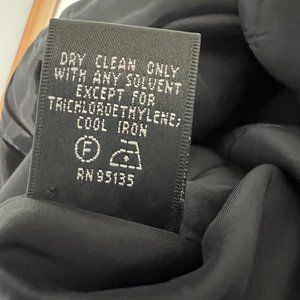 DRY CLEAN ONLY
WITH ANY SOLVENT
EXCEPT FOR
TRICHLOROETHYLENE;
COOL IRON
F
RN 95135